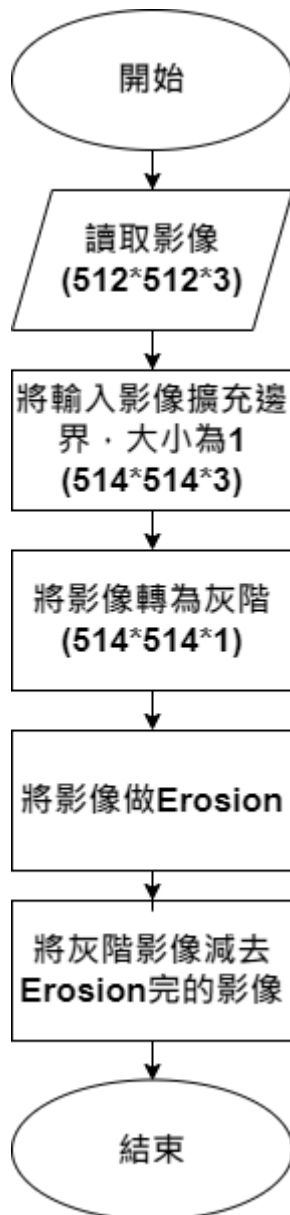 開始
讀取影像
(512*512*3)
將輸入影像擴充邊
界，大小為1
(514*514*3)
將影像轉為灰階
(514*514*1)
將影像做Erosion
將灰階影像減去
Erosion完的影像
結束